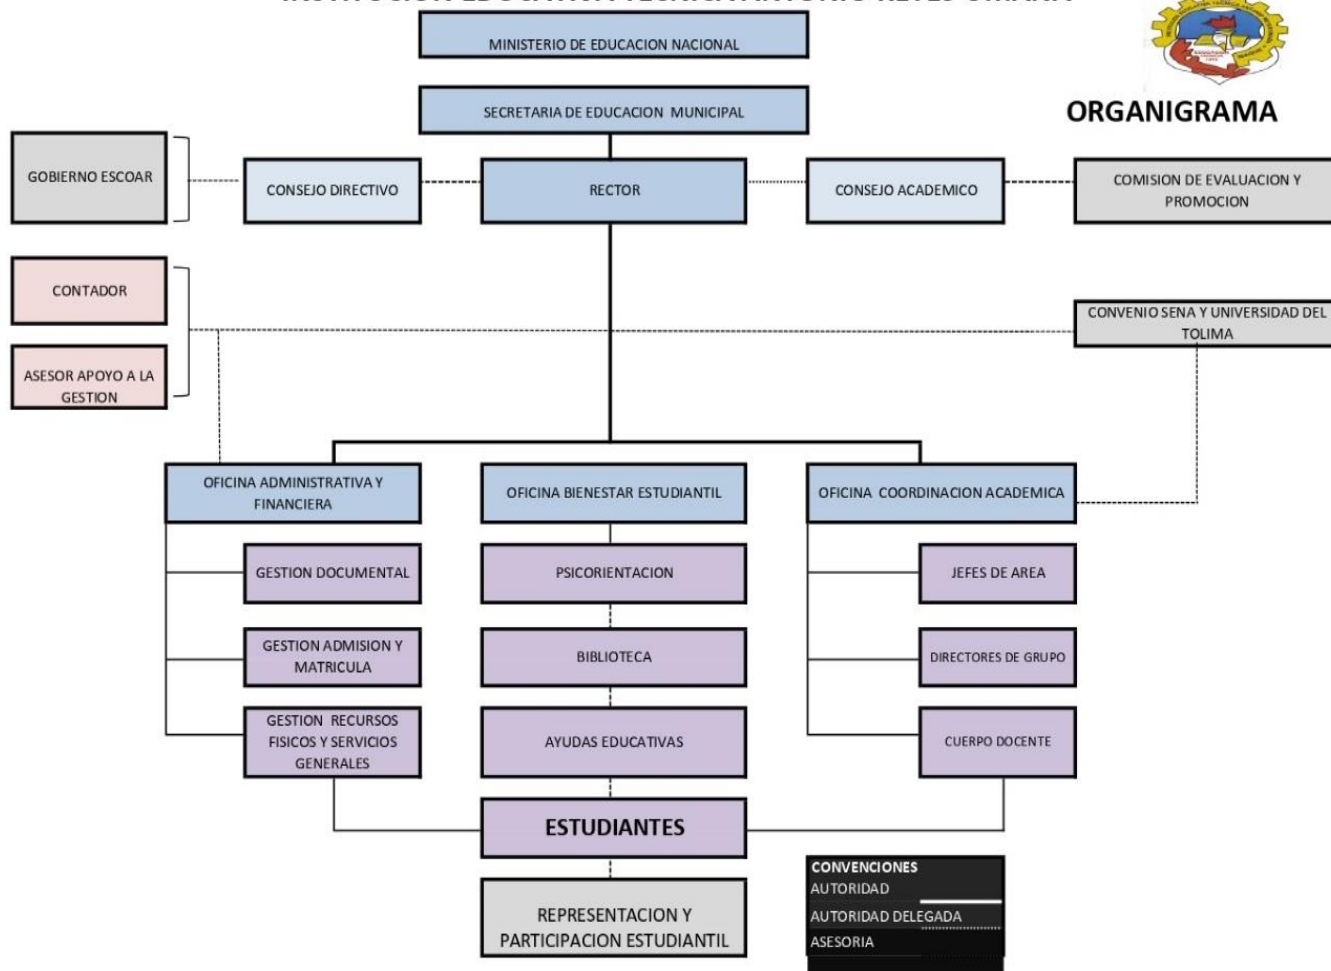 MINISTERIO DE EDUCACION NACIONAL
SECRETARIA DE EDUCACION MUNICIPAL
ORGANIGRAMA
GOBIERNO ESCOAR
CONSEJO DIRECTIVO
RECTOR
CONSEJO ACADEMICO
COMISION DE EVALUACION Y
PROMOCION
CONTADOR
ASESOR APOYO A LA
GESTION
CONVENIO SENA Y UNIVERSIDAD DEL
TOLIMA
OFICINA ADMINISTRATIVA Y
FINANCIERA
OFICINA BIENESTAR ESTUDIANTIL
OFICINA COORDINACION ACADEMICA
GESTION DOCUMENTAL
PSICORIENTACION
JEFES DE AREA
GESTION ADMISION Y
MATRICULA
BIBLIOTECA
DIRECTORES DE GRUPO
GESTION RECURSOS
FISICOS Y SERVICIOS
GENERALES
AYUDAS EDUCATIVAS
CUERPO DOCENTE
ESTUDIANTES
REPRESENTACION Y
PARTICIPACION ESTUDIANTIL
CONVENCIONES
AUTORIDAD
AUTORIDAD DELEGADA
ASESORIA